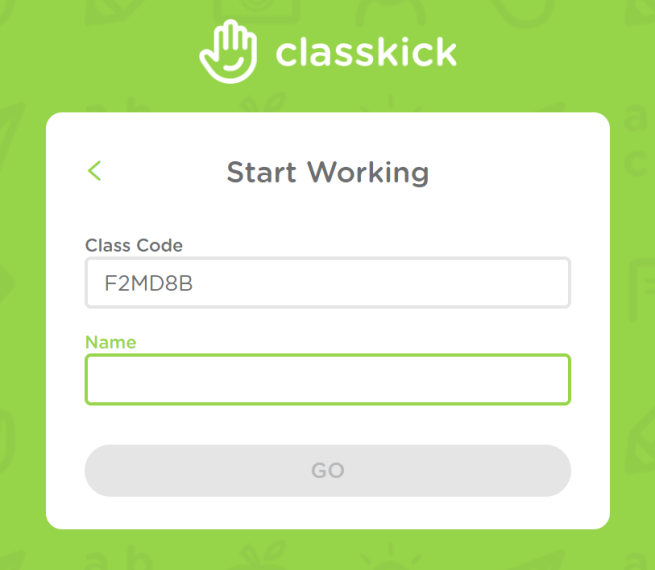 classkick
Start Working
Class Code
F2MD8B
Name
GO